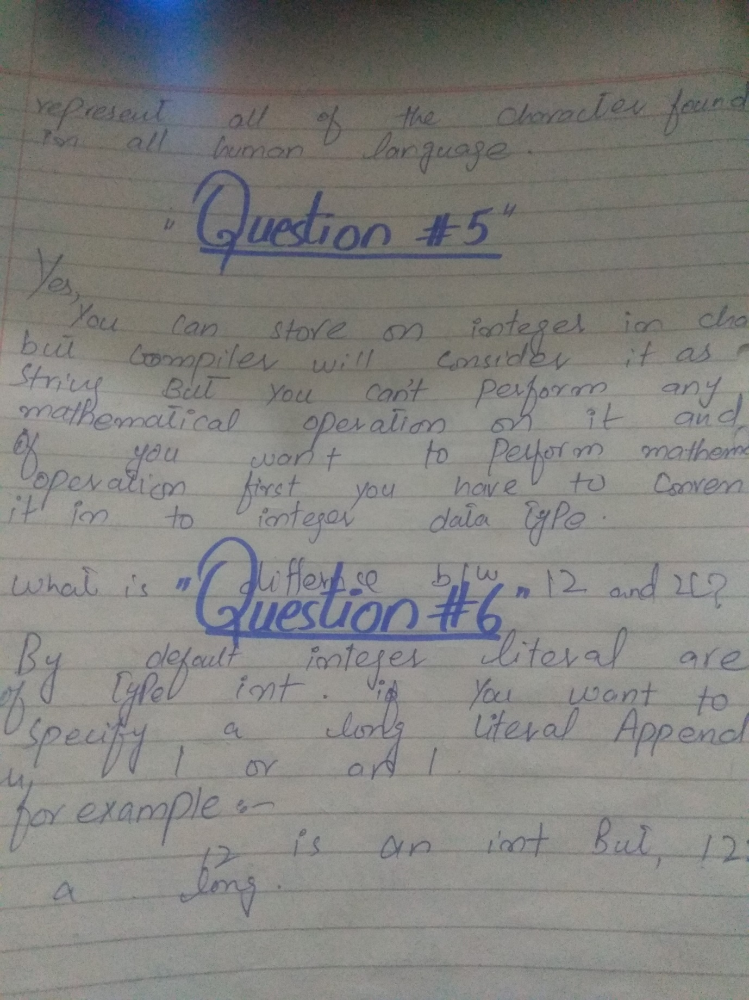 represent all of the character found
in all human language.
"Question #5"
Yes,
You can store an integer in cha
but compiler will consider it as
string But you can't perform any
mathematical operation on it and
If you want to perform mathem
operation first you have to conver
it in to integer data type.
What is difference b/w 12 and 2C?
"Question #6"
By default integer literal are
of type int. if you want to
specify a long literal Append
l or an l.
for example :-
12 is an int But, 12
a long.